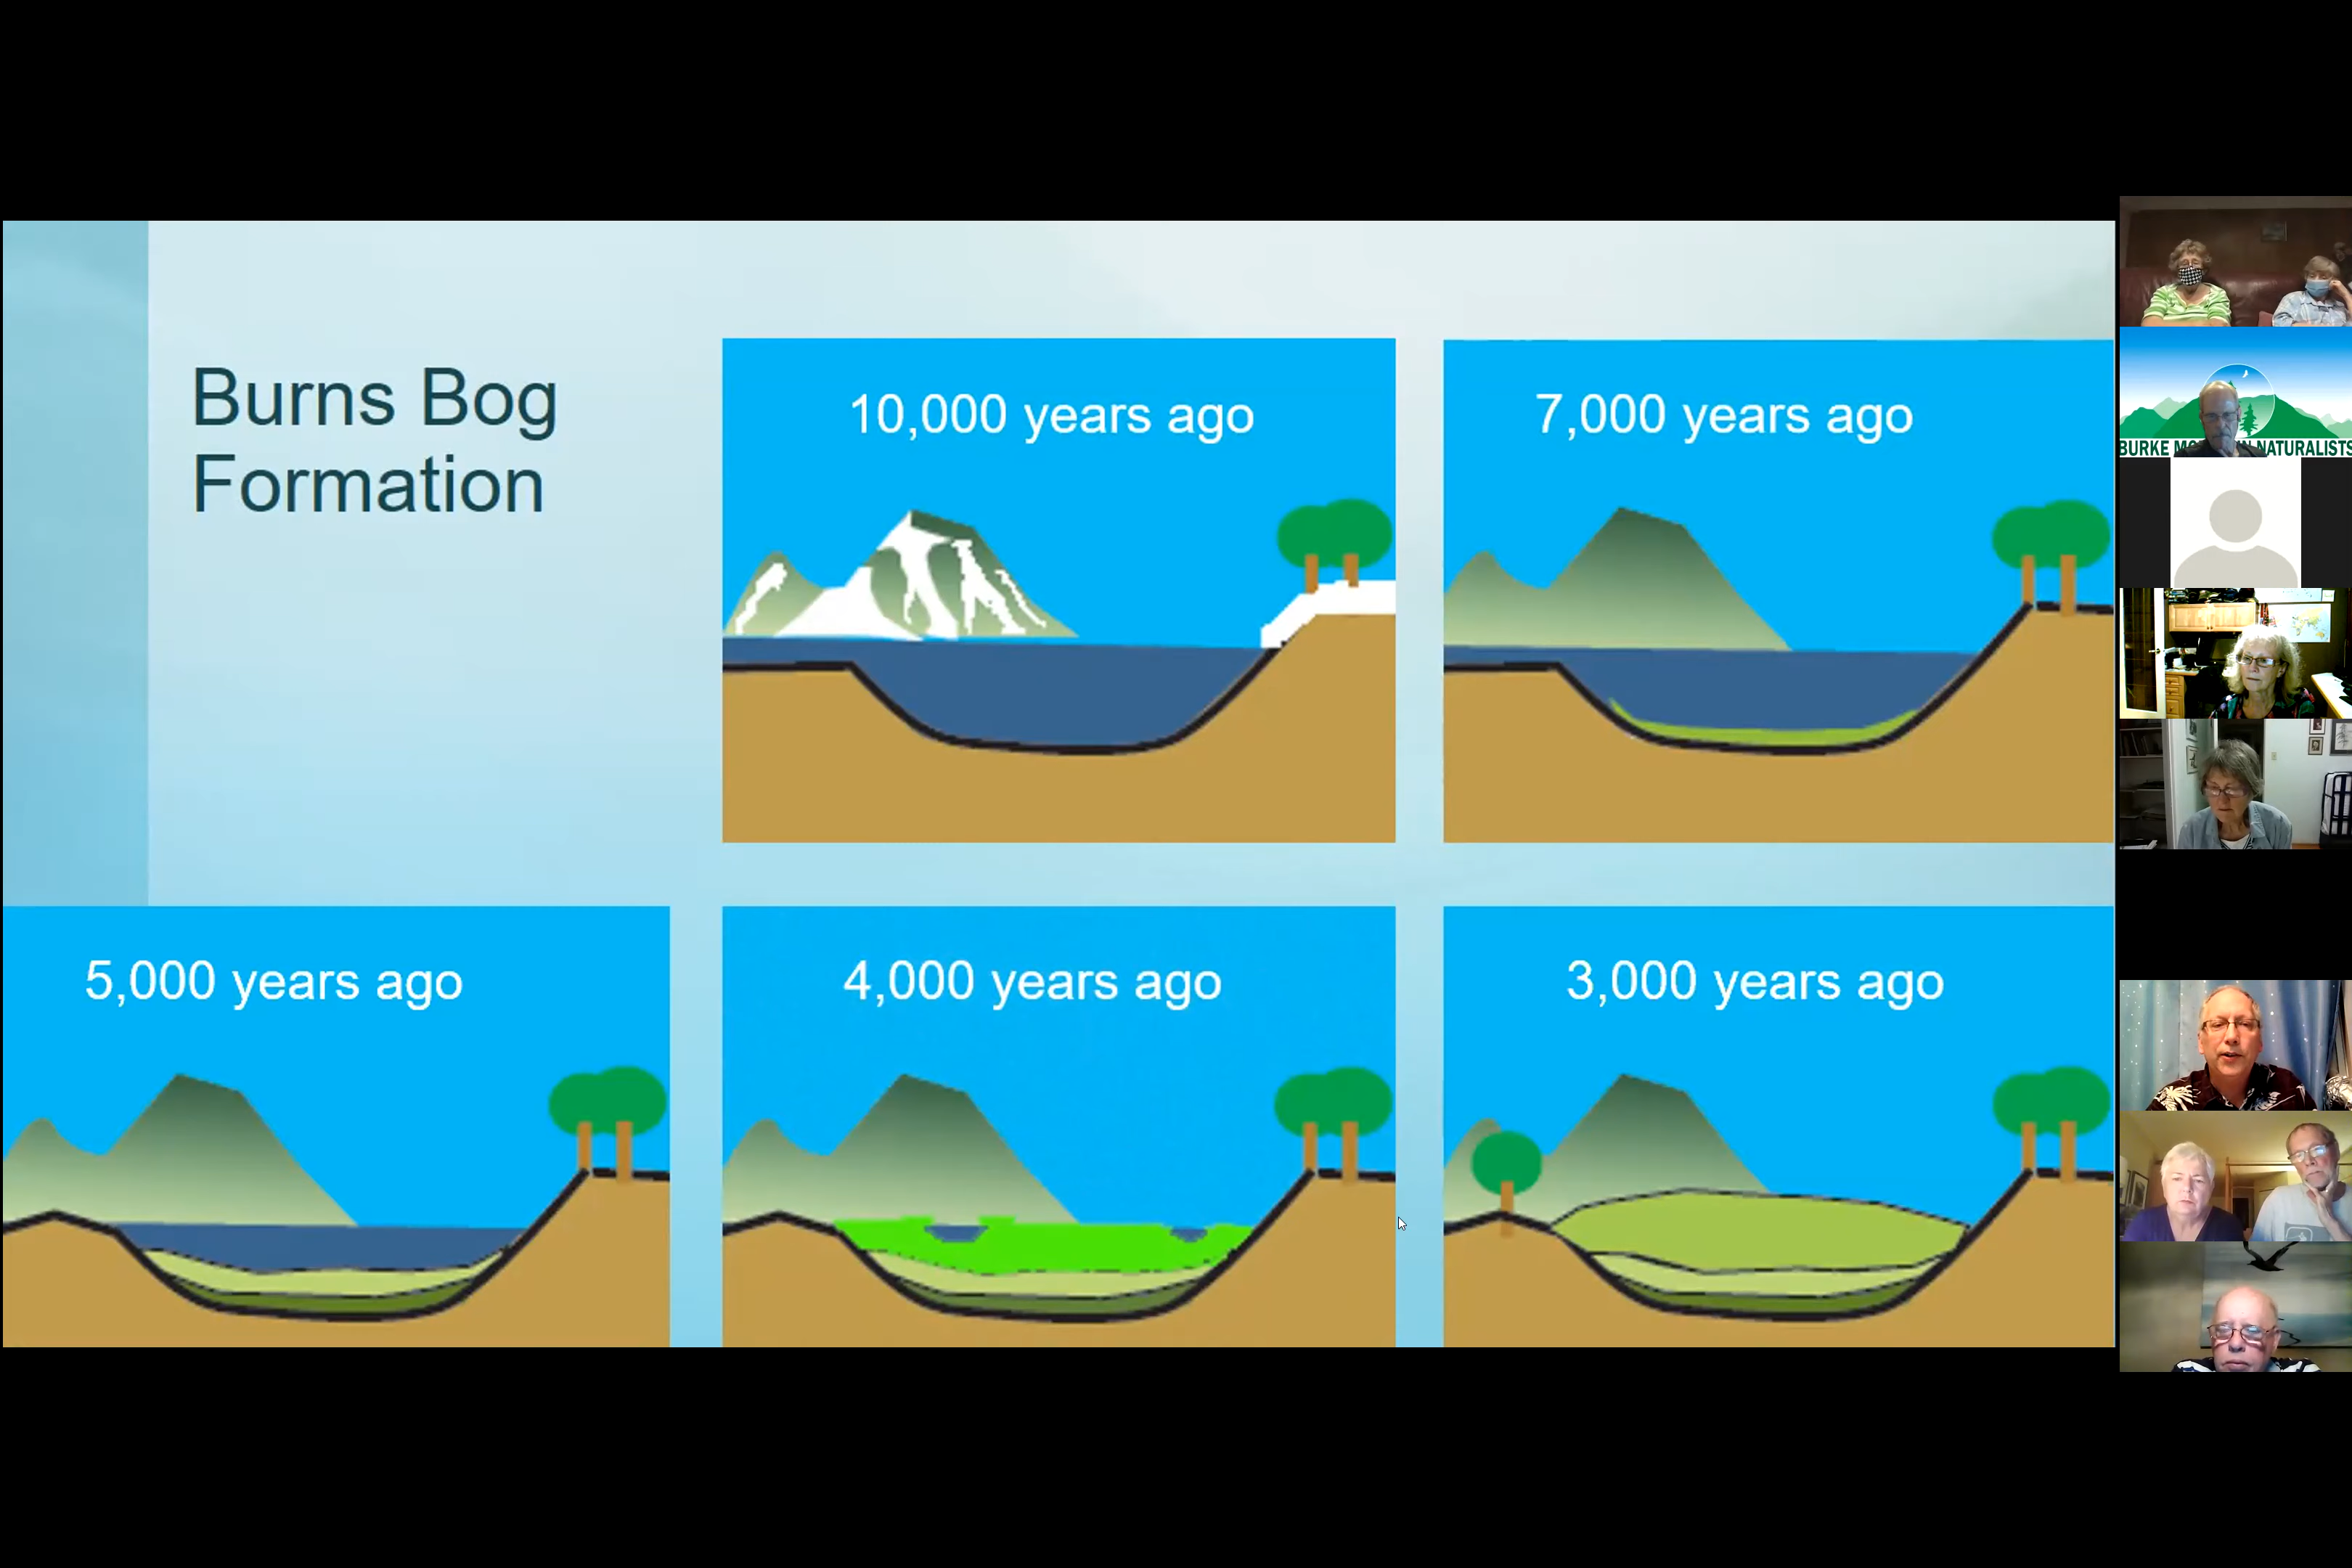 Burns Bog
Formation
10,000 years ago
7,000 years ago
5,000 years ago
4,000 years ago
3,000 years ago
BURKE NATURALISTS